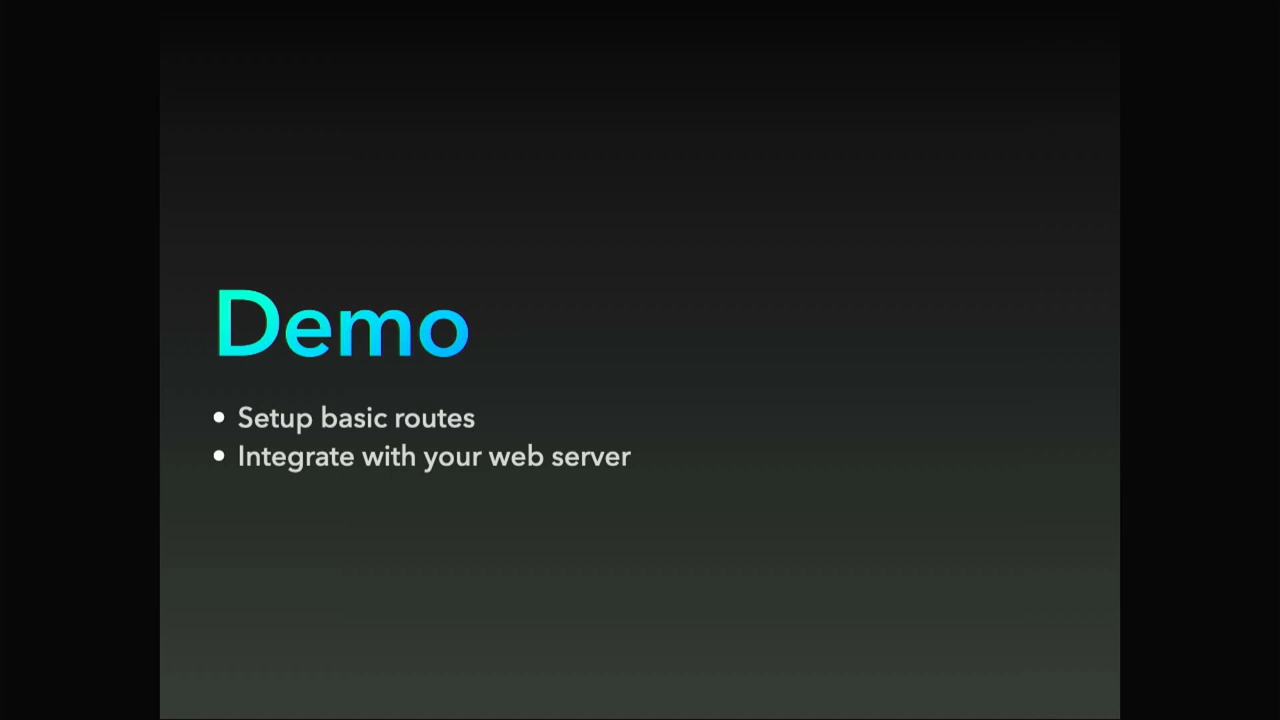 Demo
• Setup basic routes
• Integrate with your web server